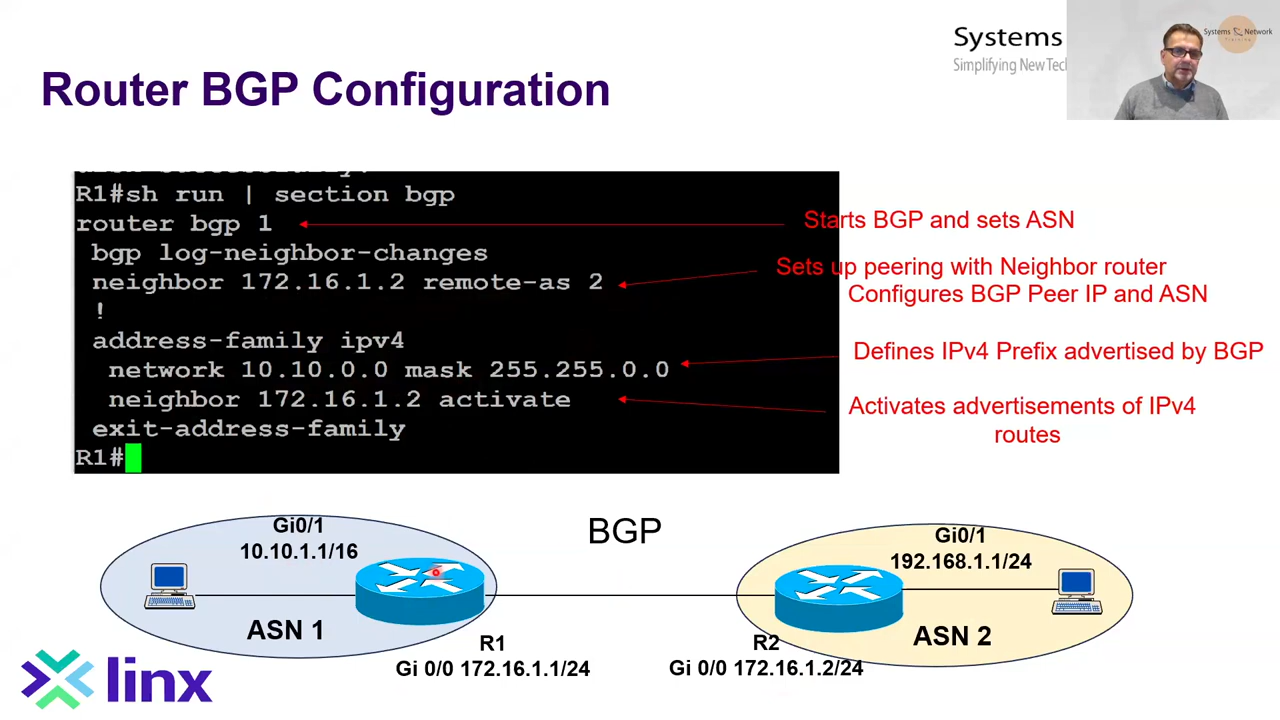 Systems
Simplifying New Tec
Systems & Network
Training
Router BGP Configuration
R1#sh run | section bgp
router bgp 1
bgp log-neighbor-changes
neighbor 172.16.1.2 remote-as 2
!
address-family ipv4
network 10.10.0.0 mask 255.255.0.0
neighbor 172.16.1.2 activate
exit-address-family
R1#
Starts BGP and sets ASN
Sets up peering with Neighbor router
Configures BGP Peer IP and ASN
Defines IPv4 Prefix advertised by BGP
Activates advertisements of IPv4
routes
BGP
Gi0/1
10.10.1.1/16
ASN 1
R1
Gi 0/0 172.16.1.1/24
Gi0/1
192.168.1.1/24
ASN 2
R2
Gi 0/0 172.16.1.2/24
linx